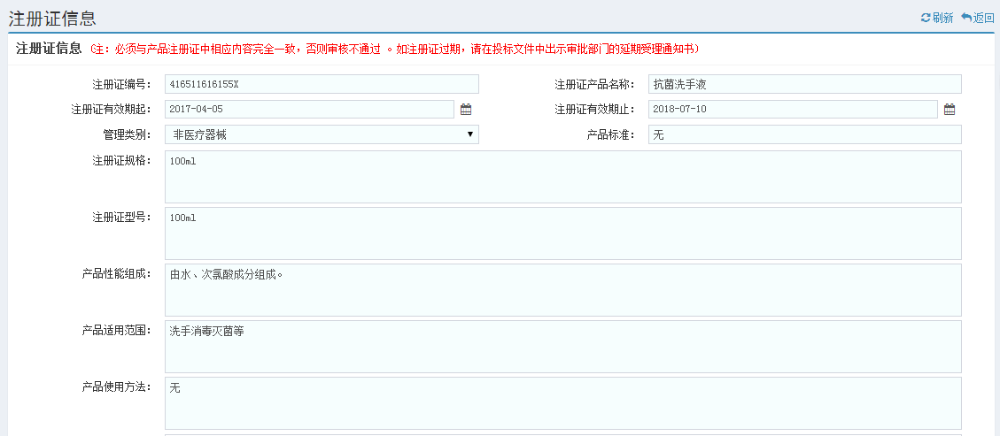 注册证信息 刷新 返回
注册证信息 (注：必须与产品注册证中相应内容完全一致，否则审核不通过 。如注册证过期，请在投标文件中出示审批部门的延期受理通知书)
注册证编号： 416511616155X 注册证产品名称： 抗菌洗手液
注册证有效期起： 2017-04-05 注册证有效期止： 2018-07-10
管理类别： 非医疗器械 产品标准： 无
注册证规格： 100ml
注册证型号： 100ml
产品性能组成： 由水、次氯酸成分组成。
产品适用范围： 洗手消毒灭菌等
产品使用方法： 无